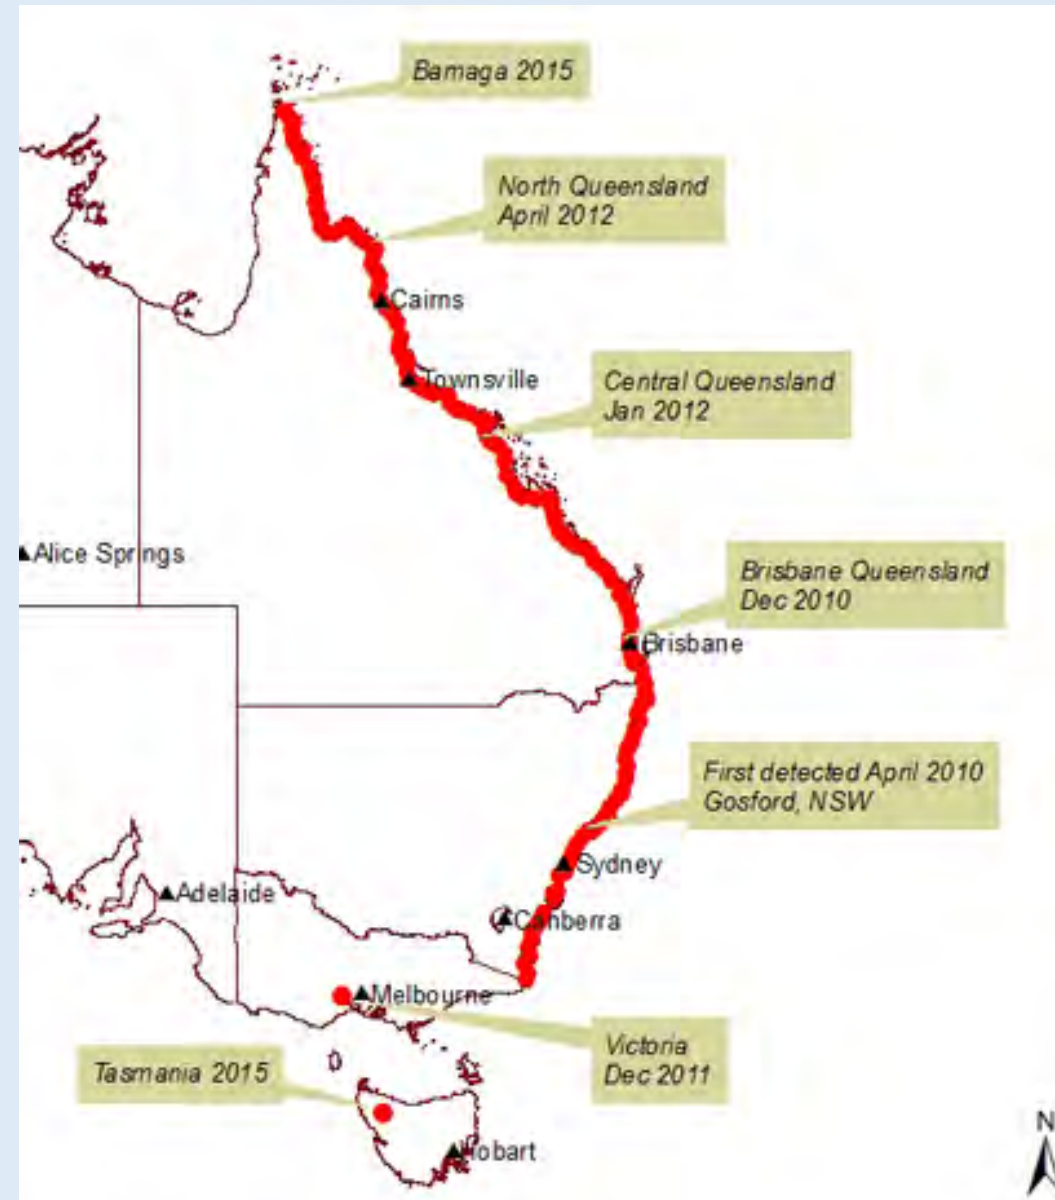 Bamaga 2015
North Queensland
April 2012
Cairns
Townsville
Central Queensland
Jan 2012
Alice Springs
Brisbane Queensland
Dec 2010
Brisbane
First detected April 2010
Gosford, NSW
Sydney
Adelaide
Canberra
Melbourne
Victoria
Dec 2011
Tasmania 2015
Hobart
N